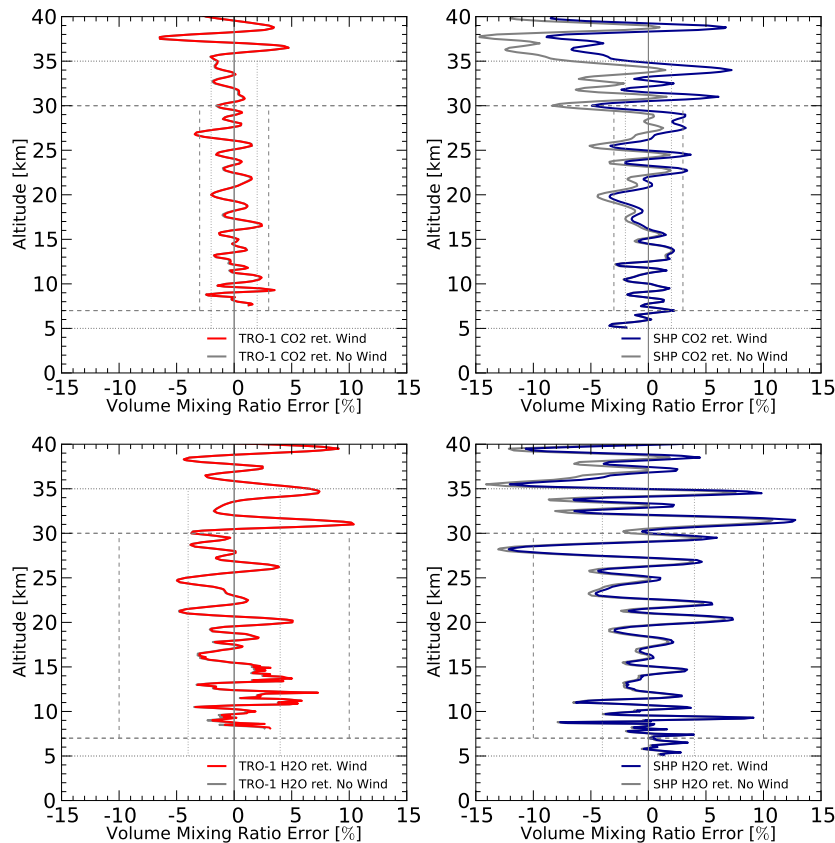 40
35
30
25
20
15
10
5
0
Altitude [km]
TRO-1 CO2 ret. Wind
TRO-1 CO2 ret. No Wind
-15 -10 -5 0 5 10 15
Volume Mixing Ratio Error [%]
40
35
30
25
20
15
10
5
0
Altitude [km]
SHP CO2 ret. Wind
SHP CO2 ret. No Wind
-15 -10 -5 0 5 10 15
Volume Mixing Ratio Error [%]
40
35
30
25
20
15
10
5
0
Altitude [km]
TRO-1 H2O ret. Wind
TRO-1 H2O ret. No Wind
-15 -10 -5 0 5 10 15
Volume Mixing Ratio Error [%]
40
35
30
25
20
15
10
5
0
Altitude [km]
SHP H2O ret. Wind
SHP H2O ret. No Wind
-15 -10 -5 0 5 10 15
Volume Mixing Ratio Error [%]